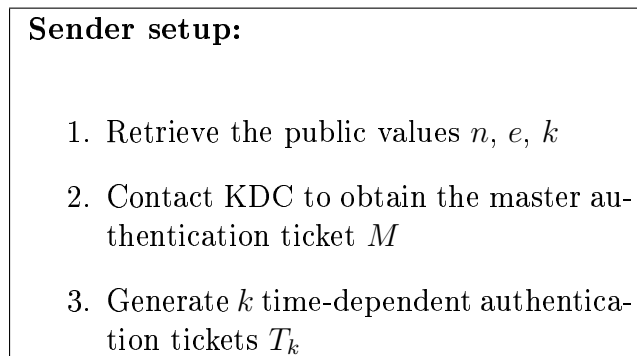 Sender setup:
1. Retrieve the public values n, e, k
2. Contact KDC to obtain the master au-
thentication ticket M
3. Generate k time-dependent authentica-
tion tickets T_k